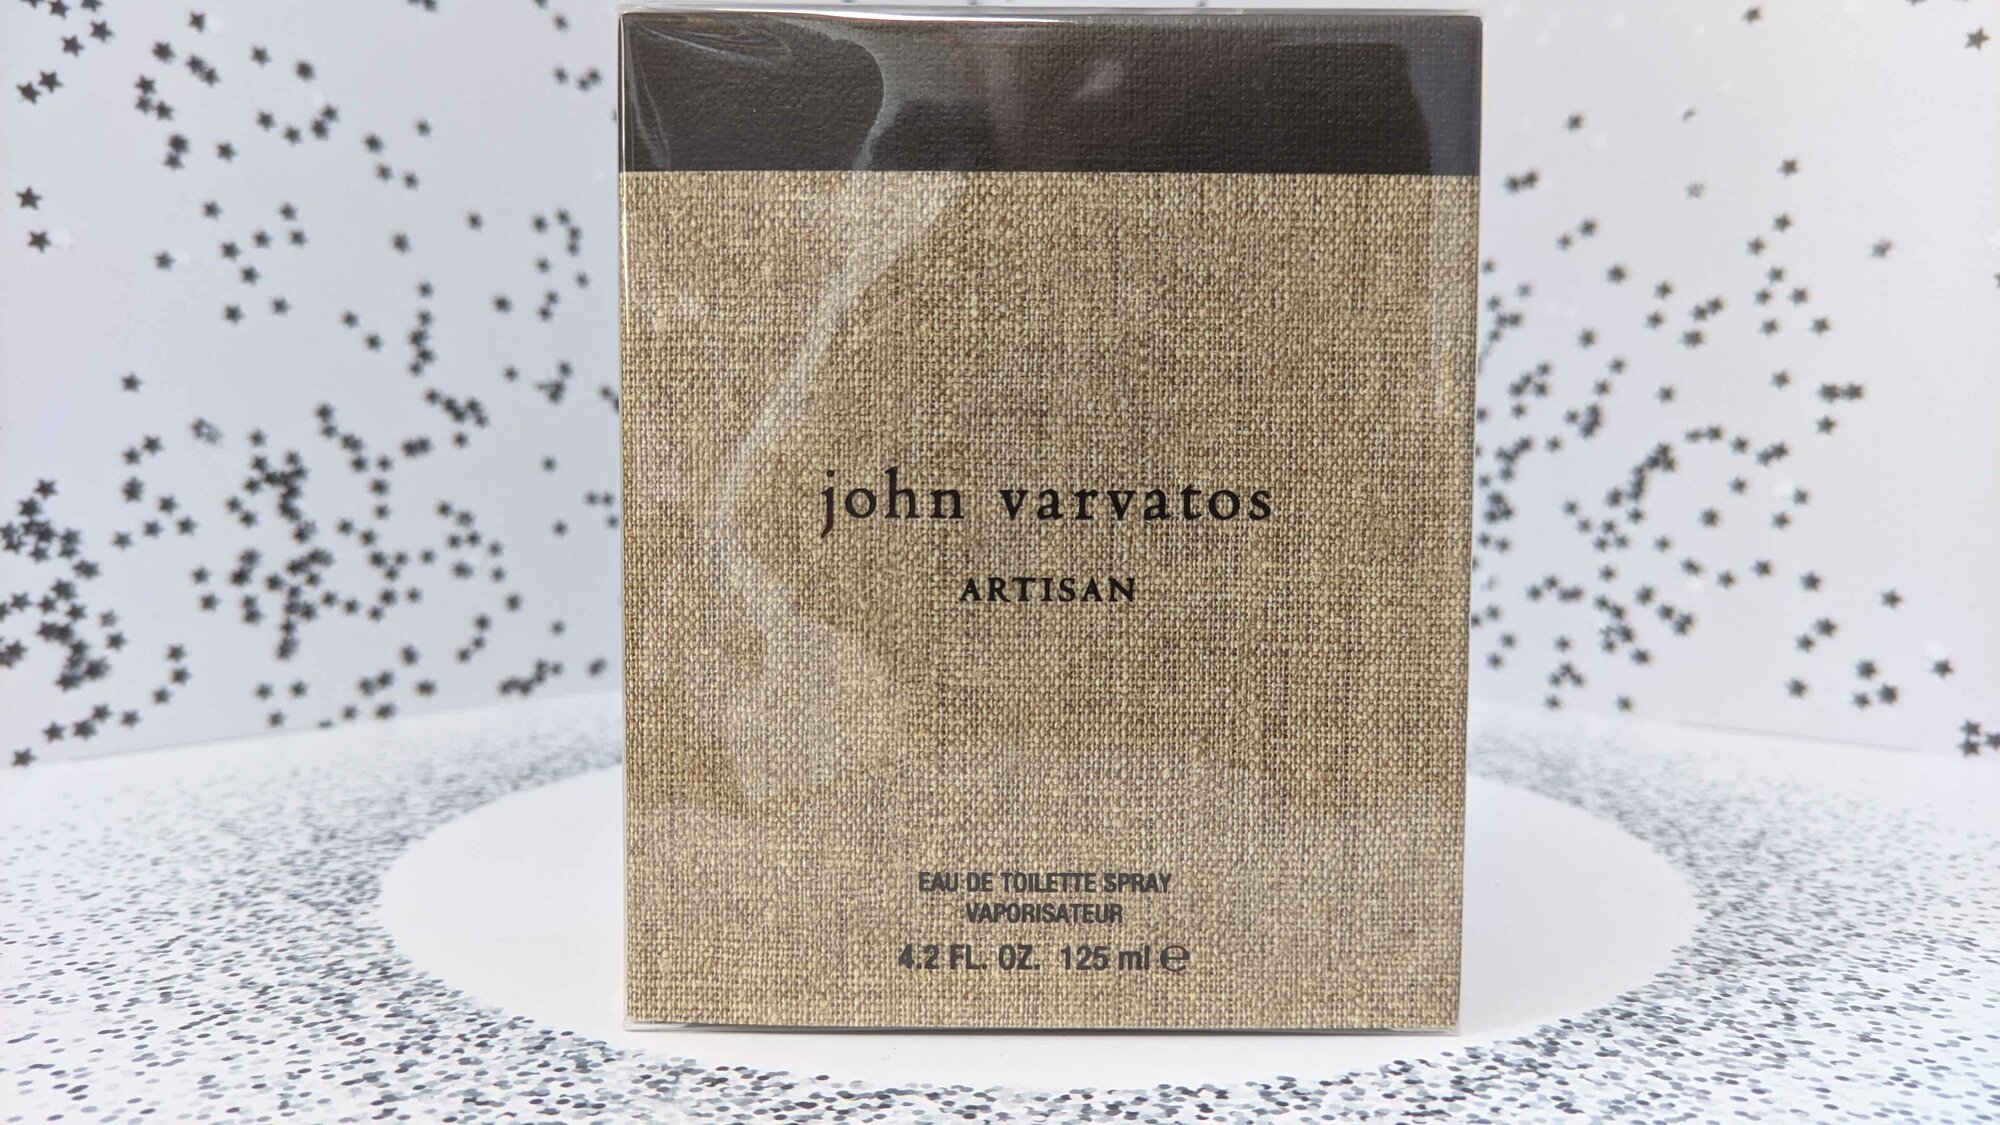 john varvatos
ARTISAN
EAU DE TOILETTE SPRAY
VAPORISATEUR
4.2 FL. OZ. 125 ml ℮